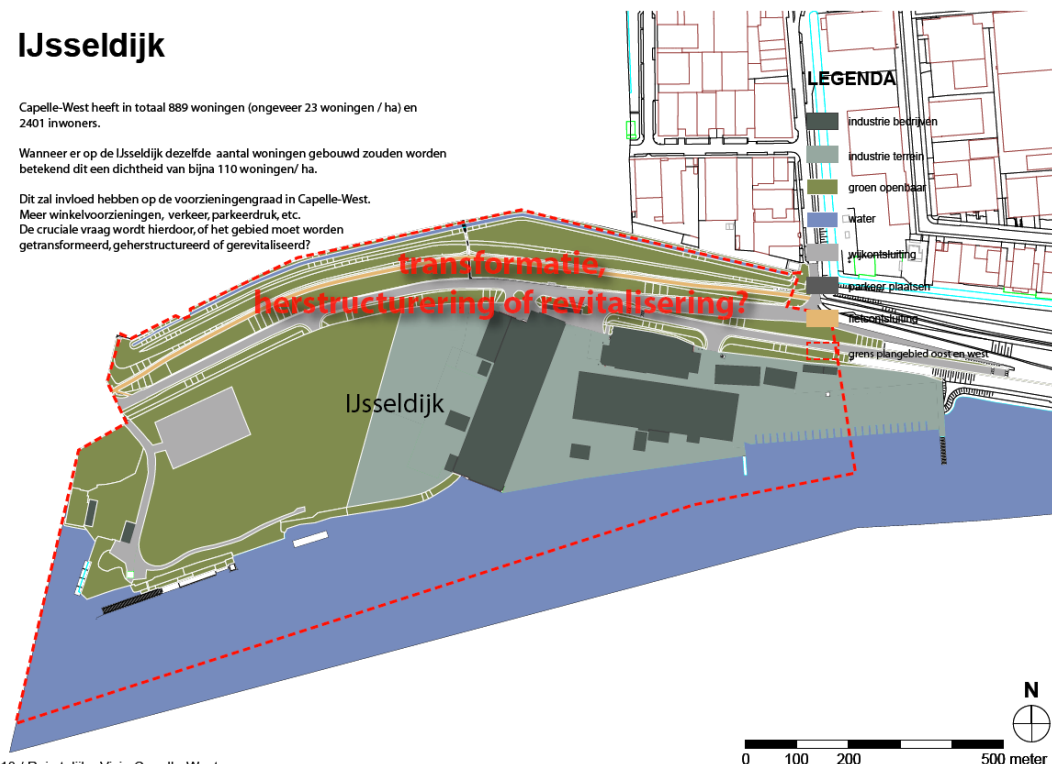 IJsseldijk
Capelle-West heeft in totaal 889 woningen (ongeveer 23 woningen / ha) en
2401 inwoners.
Wanneer er op de IJsseldijk dezelfde aantal woningen gebouwd zouden worden
betekend dit een dichtheid van bijna 110 woningen/ ha.
Dit zal invloed hebben op de voorzieningengraad in Capelle-West.
Meer winkelvoorzieningen, verkeer, parkeerdruk, etc.
De cruciale vraag wordt hierdoor, of het gebied moet worden
getransformeerd, geherstructureerd of gerevitaliseerd?
LEGENDA
industrie bedrijven
industrie terrein
groen openbaar
water
wijkontsluiting
parkeer plaatsen
fietsontsluiting
grens plangebied oost en west
transformatie,
herstructurering of revitalisering?
IJsseldijk
N
0 100 200 500 meter